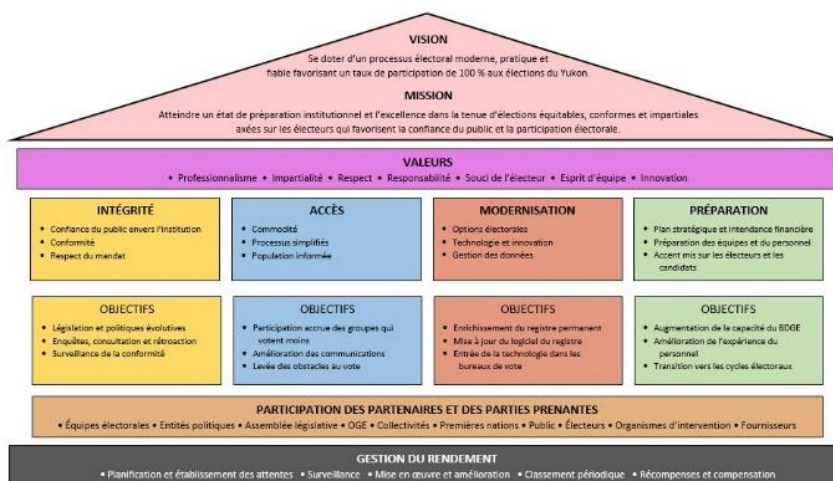 VISION
Se doter d'un processus électoral moderne, pratique et
fiable favorisant un taux de participation de 100 % aux élections du Yukon.
MISSION
Atteindre un état de préparation institutionnel et l'excellence dans la tenue d'élections équitables, conformes et impartiales
axées sur les électeurs qui favorisent la confiance du public et la participation électorale.
VALEURS
• Professionnalisme • Impartialité • Respect • Responsabilité • Souci de l'électeur • Esprit d'équipe • Innovation
INTÉGRITÉ
• Confiance du public envers l'institution
• Conformité
• Respect du mandat
ACCÈS
• Commodité
• Processus simplifiés
• Population informée
MODERNISATION
• Options électorales
• Technologie et innovation
• Gestion des données
PRÉPARATION
• Plan stratégique et intendance financière
• Préparation des équipes et du personnel
• Accent mis sur les électeurs et les
candidats
OBJECTIFS
• Législation et politiques évolutives
• Enquêtes, consultation et rétroaction
• Surveillance de la conformité
OBJECTIFS
• Participation accrue des groupes qui
votent moins
• Amélioration des communications
• Levée des obstacles au vote
OBJECTIFS
• Enrichissement du registre permanent
• Mise à jour du logiciel du registre
• Entrée de la technologie dans les
bureaux de vote
OBJECTIFS
• Augmentation de la capacité du BDGE
• Amélioration de l'expérience du
personnel
• Transition vers les cycles électoraux
PARTICIPATION DES PARTENAIRES ET DES PARTIES PRENANTES
• Équipes électorales • Entités politiques • Assemblée législative • OGE • Collectivités • Premières nations • Public • Électeurs • Organismes d'intervention • Fournisseurs
GESTION DU RENDEMENT
• Planification et établissement des attentes • Surveillance • Mise en œuvre et amélioration • Classement périodique • Récompenses et compensation